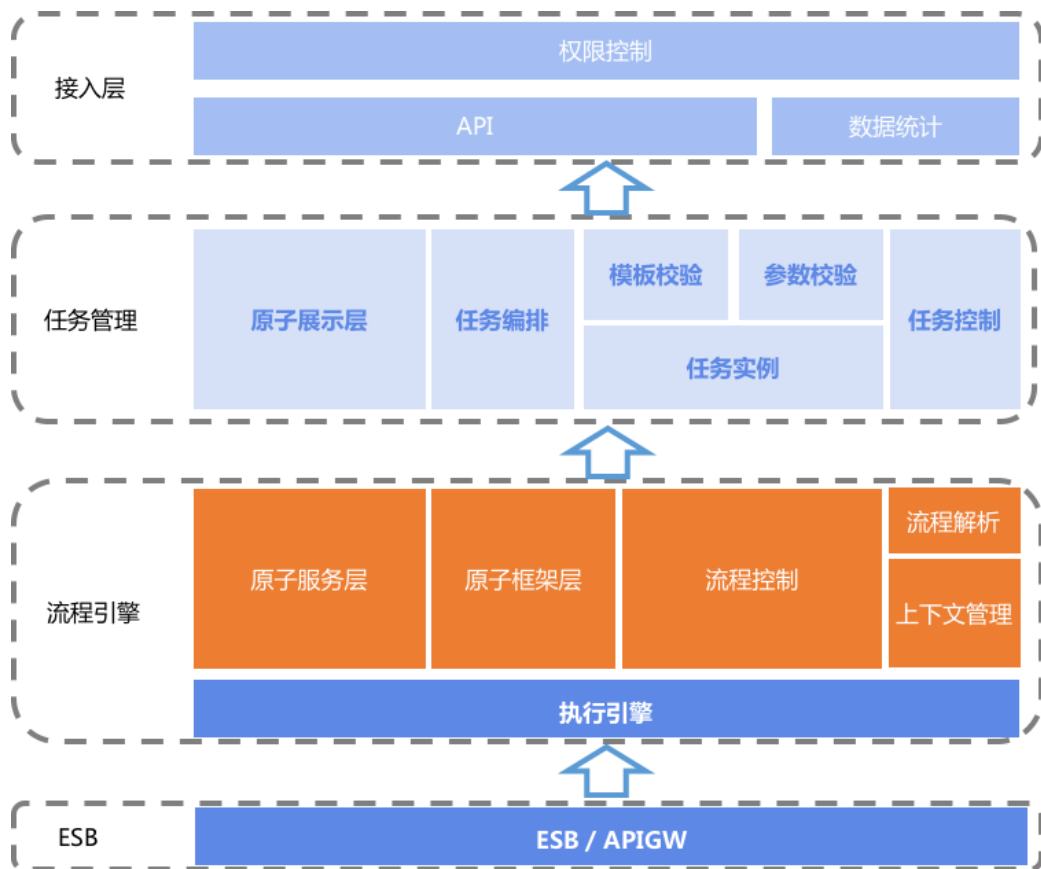 接入层
权限控制
API
数据统计
任务管理
原子展示层
任务编排
模板校验
参数校验
任务实例
任务控制
流程引擎
原子服务层
原子框架层
流程控制
流程解析
上下文管理
执行引擎
ESB
ESB / APIGW